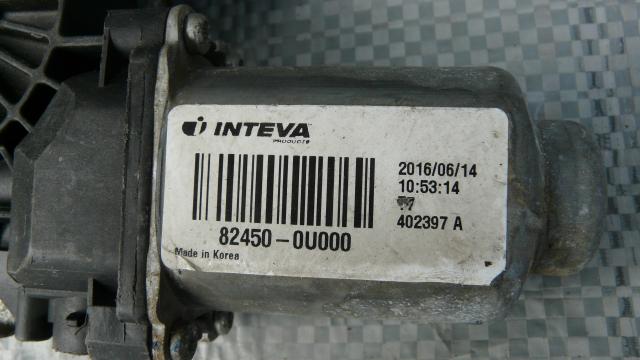 INTEVA
PRODUCTS
2016/06/14
10:53:14
402397 A
82450-0U000
Made in Korea